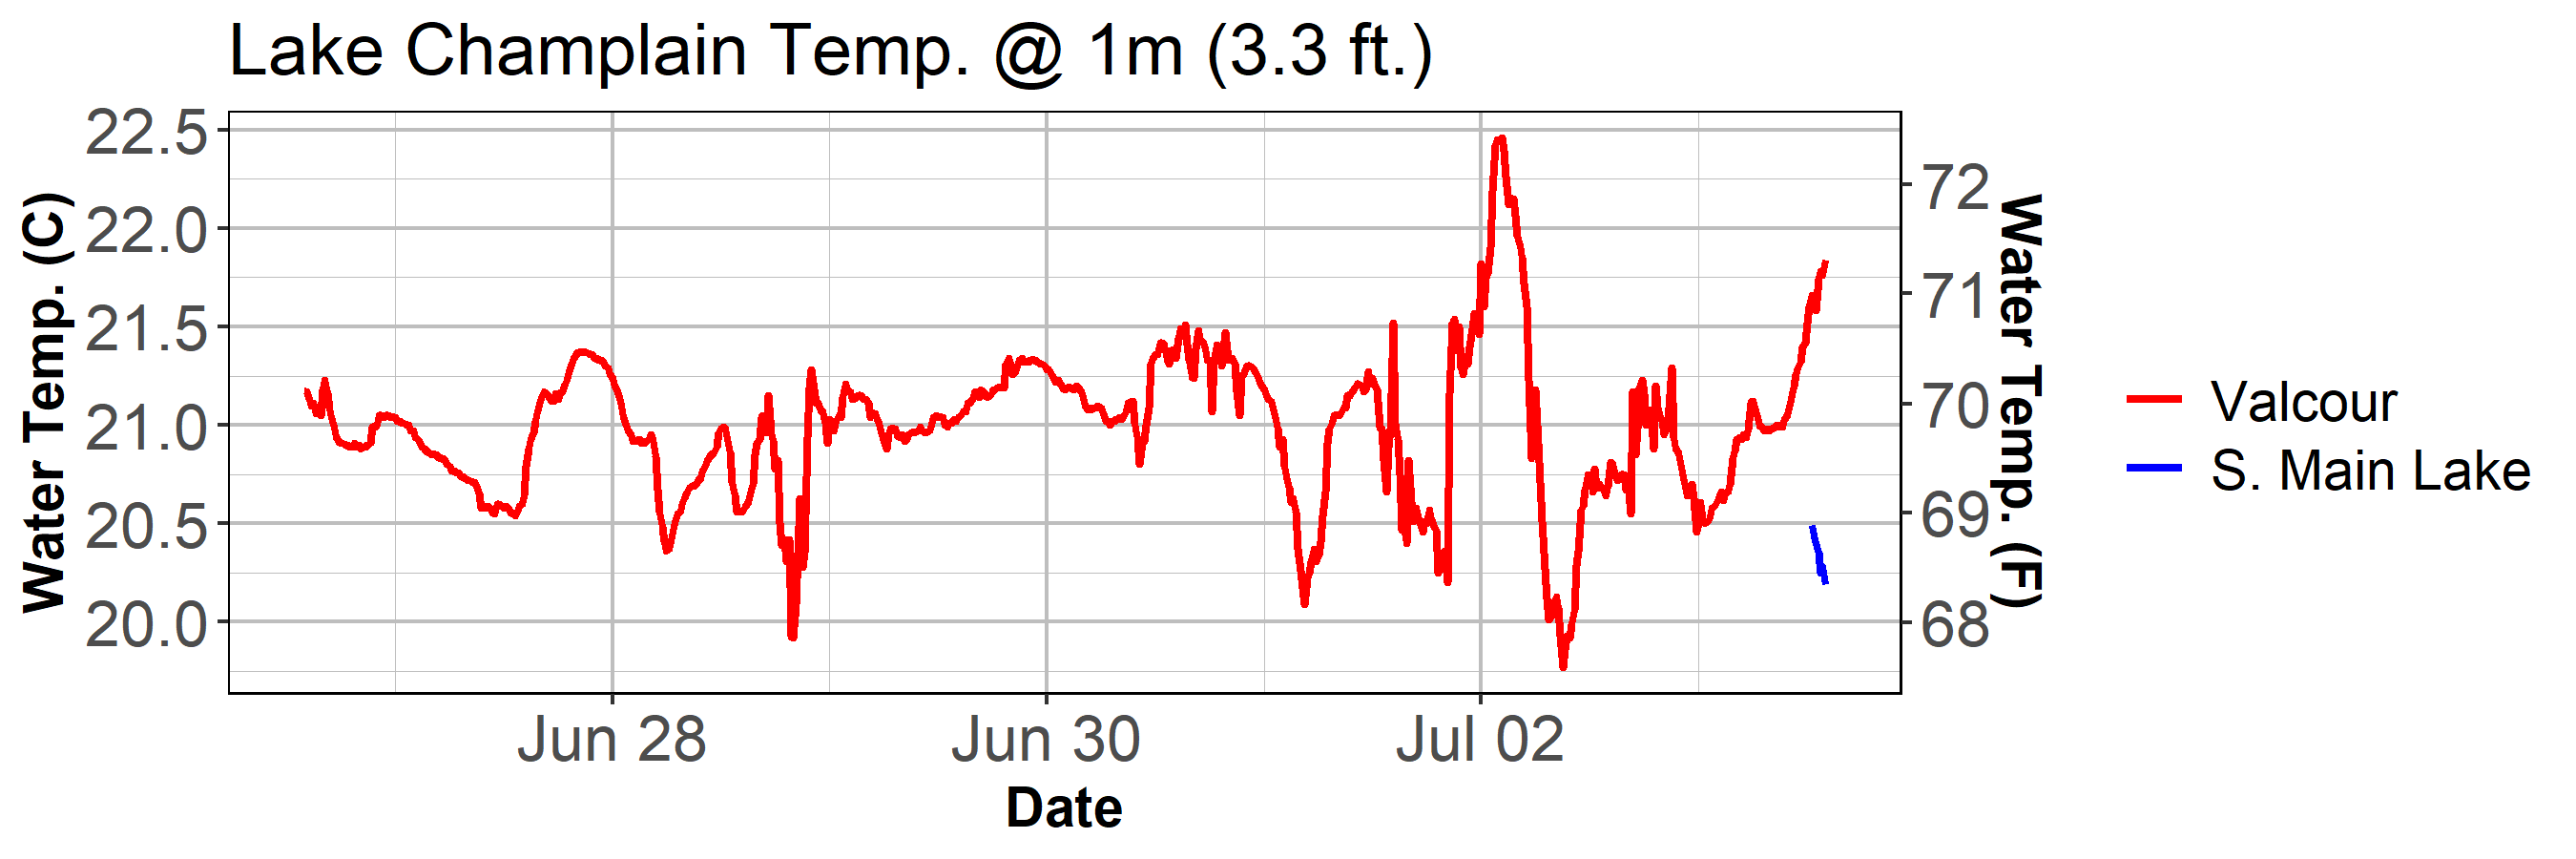 Lake Champlain Temp. @ 1m (3.3 ft.)
Water Temp. (C)
22.5
22.0
21.5
21.0
20.5
20.0
72
71
70
69
68
Water Temp. (F)
Jun 28
Jun 30
Jul 02
Date
Valcour
S. Main Lake